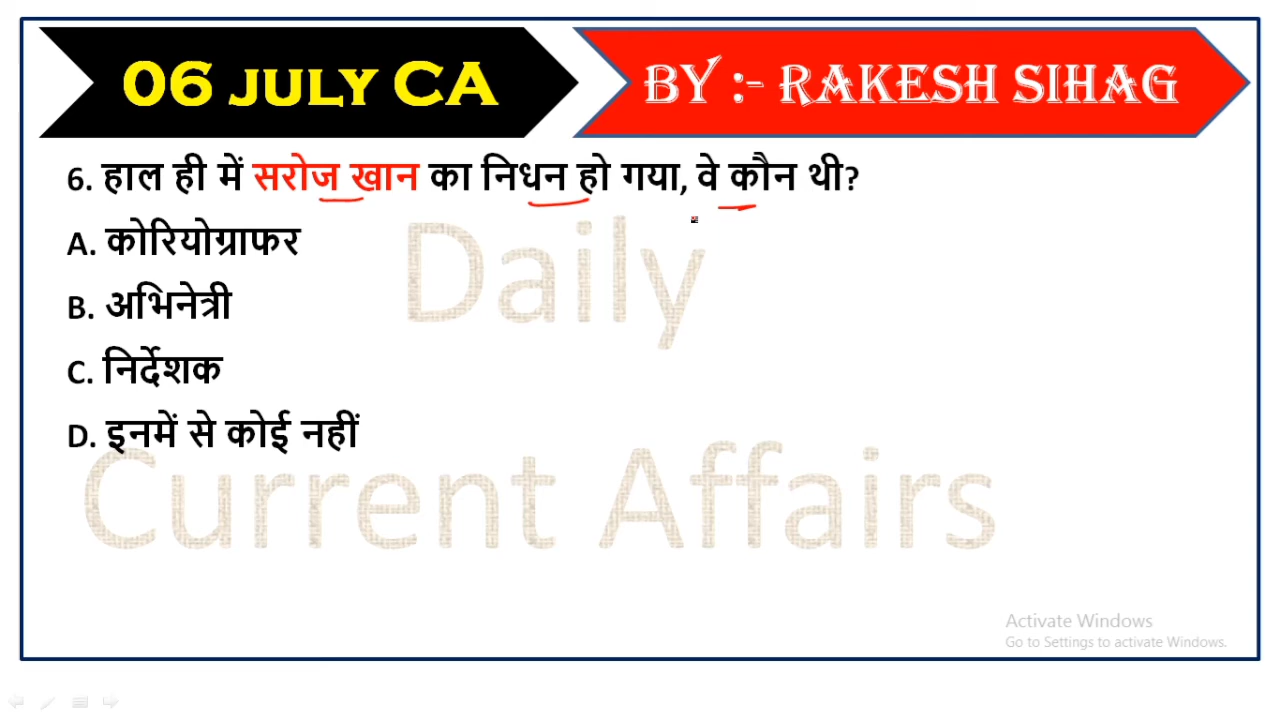 06 JULY CA
BY :- RAKESH SIHAG
6. हाल ही में सरोज खान का निधन हो गया, वे कौन थी?
A. कोरियोग्राफर
B. अभिनेत्री
C. निर्देशक
D. इनमें से कोई नहीं
Daily
Current Affairs
Activate Windows
Go to Settings to activate Windows.